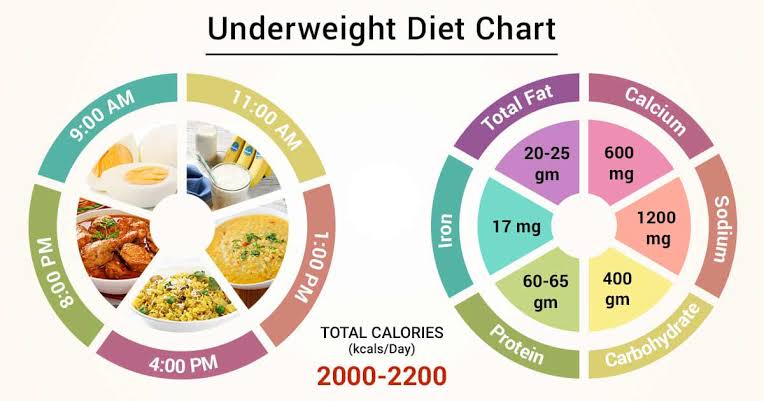 Underweight Diet Chart
9:00 AM
11:00 AM
1:00 PM
4:00 PM
8:00 PM
TOTAL CALORIES
(kcals/Day)
2000-2200
Total Fat
20-25
gm
Calcium
600
mg
Sodium
1200
mg
Carbohydrate
400
gm
Protein
60-65
gm
Iron
17 mg